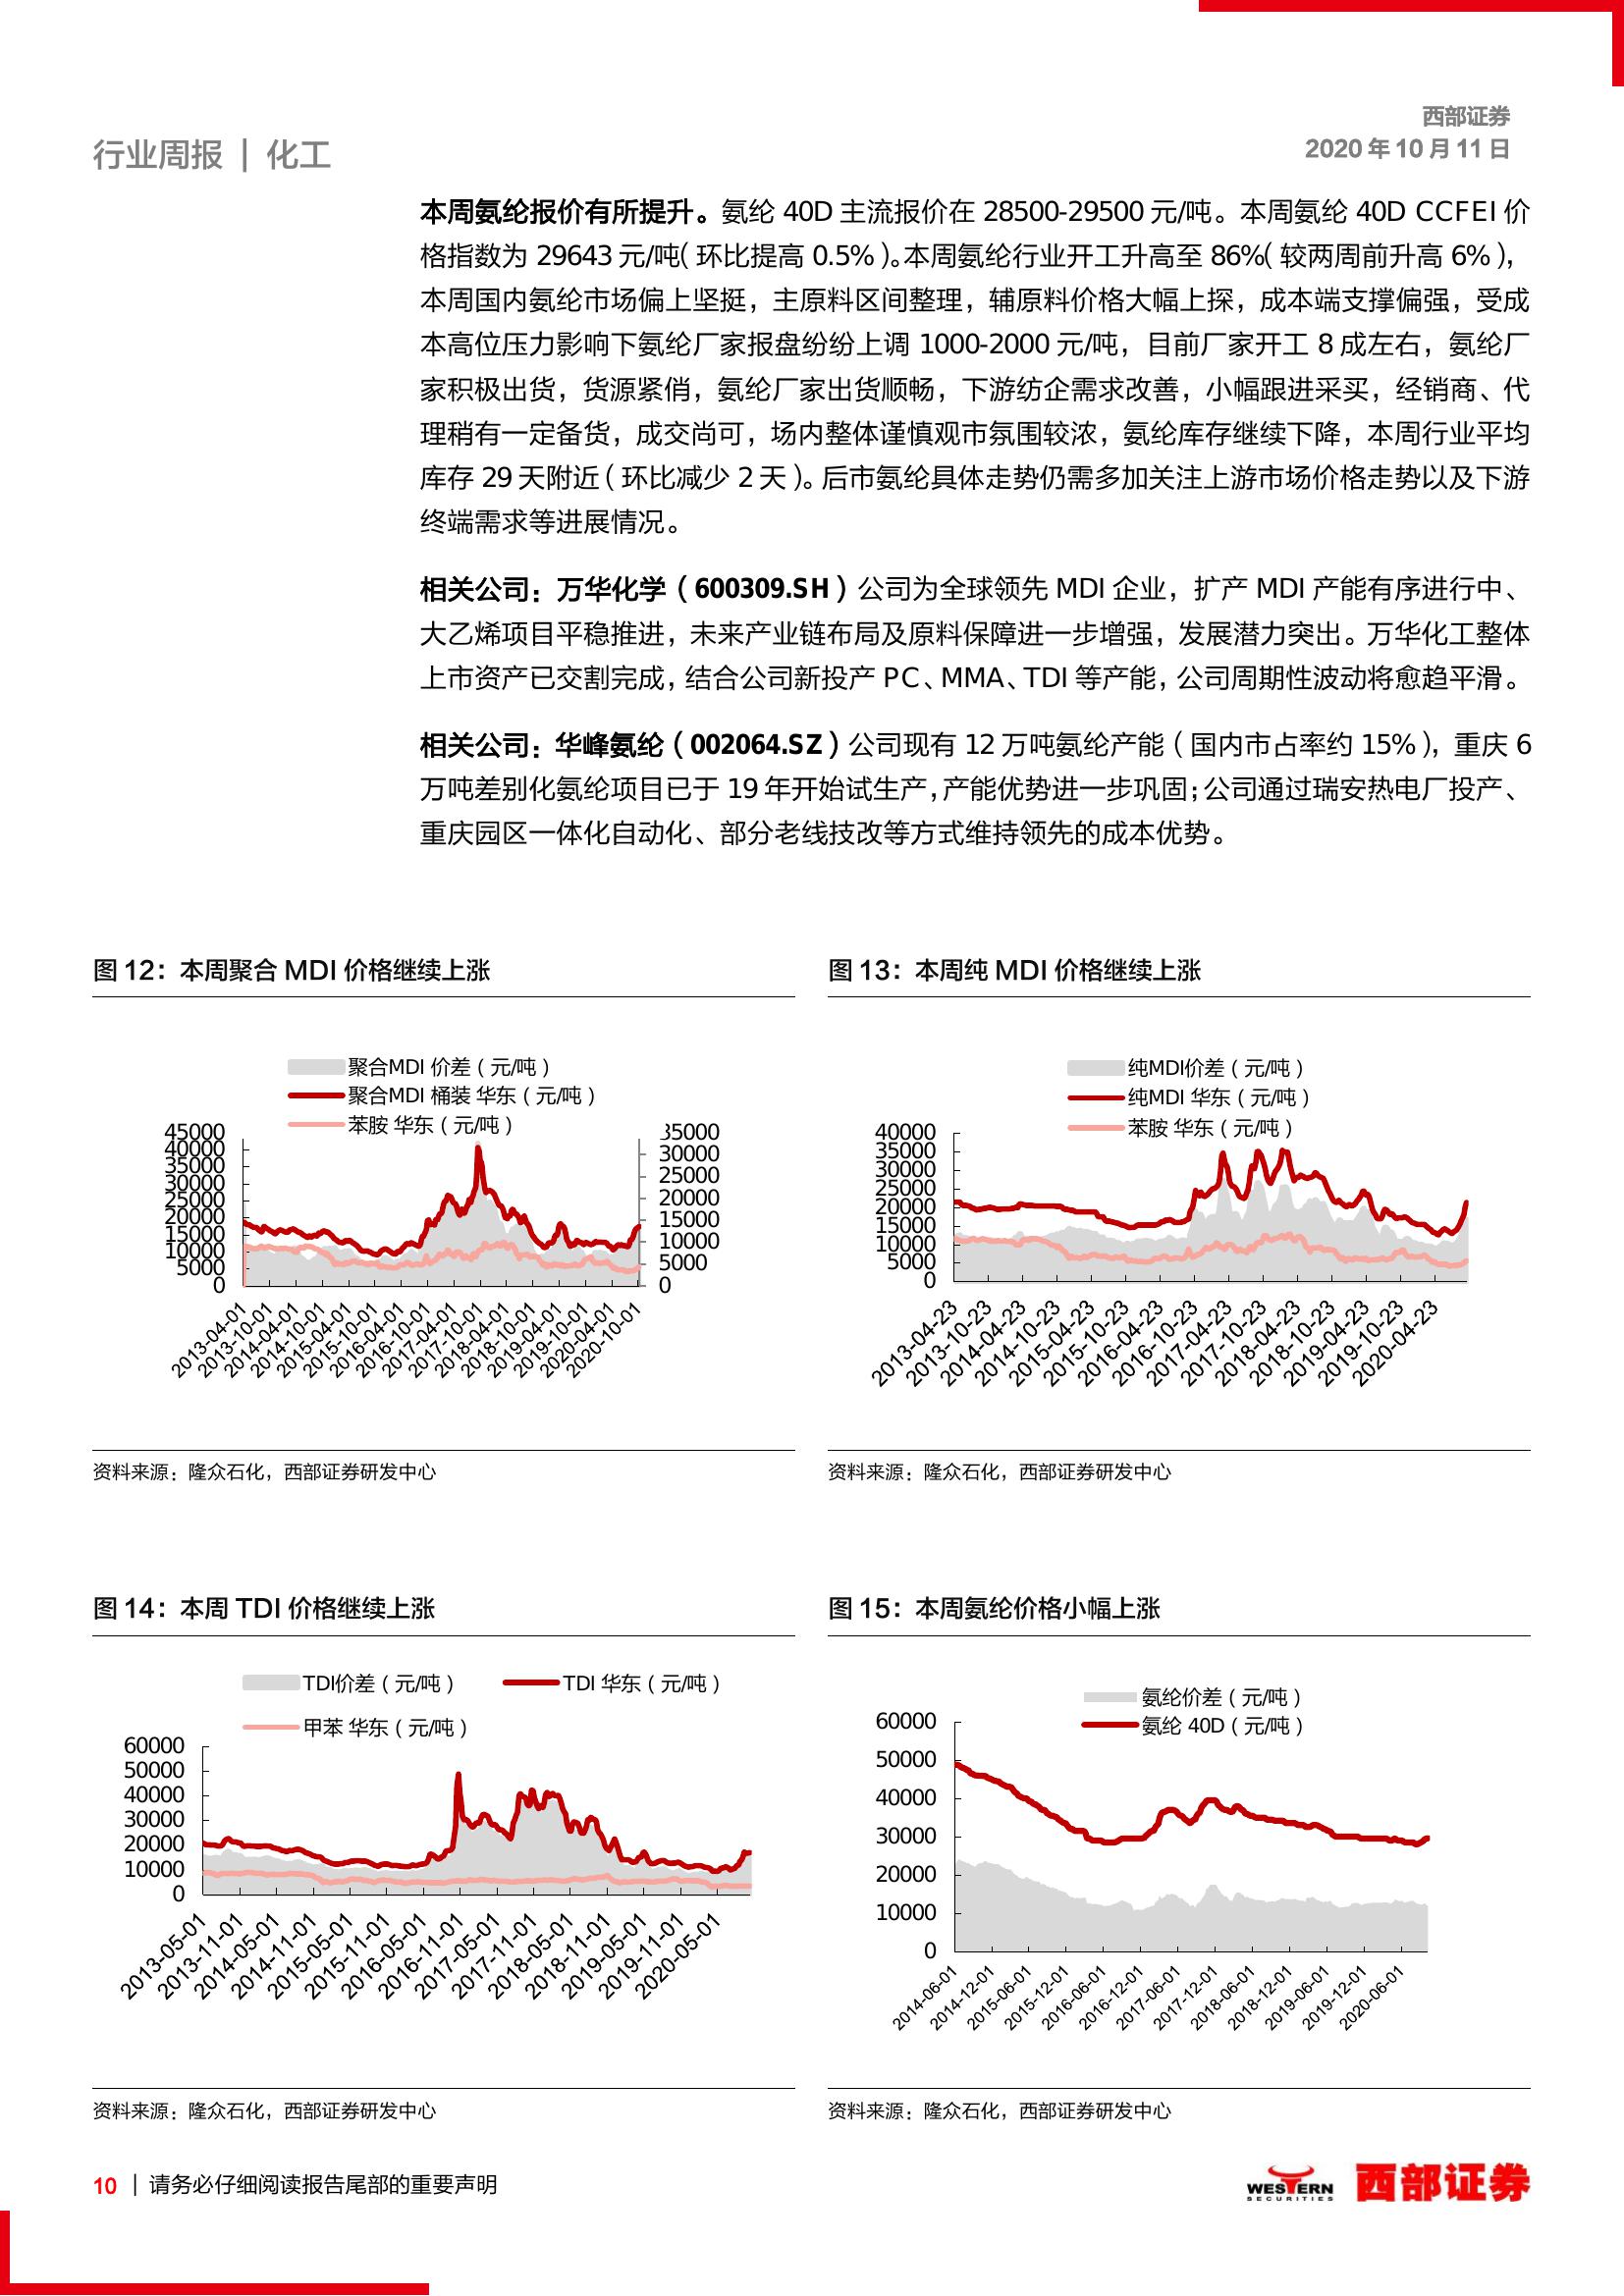 西部证券
行业周报 | 化工
2020 年 10 月 11 日
本周氨纶报价有所提升。氨纶 40D 主流报价在 28500-29500 元/吨。本周氨纶 40D CCFEI 价
格指数为 29643 元/吨（环比提高 0.5%）。本周氨纶行业开工升高至 86%（较两周前升高 6%），
本周国内氨纶市场偏上坚挺，主原料区间整理，辅原料价格大幅上探，成本端支撑偏强，受成
本高位压力影响下氨纶厂家报盘纷纷上调 1000-2000 元/吨，目前厂家开工 8 成左右，氨纶厂
家积极出货，货源紧俏，氨纶厂家出货顺畅，下游纺企需求改善，小幅跟进采买，经销商、代
理稍有一定备货，成交尚可，场内整体谨慎观市氛围较浓，氨纶库存继续下降，本周行业平均
库存 29 天附近（环比减少 2 天）。后市氨纶具体走势仍需多加关注上游市场价格走势以及下游
终端需求等进展情况。
相关公司：万华化学（600309.SH）公司为全球领先 MDI 企业，扩产 MDI 产能有序进行中、
大乙烯项目平稳推进，未来产业链布局及原料保障进一步增强，发展潜力突出。万华化工整体
上市资产已交割完成，结合公司新投产 PC、MMA、TDI 等产能，公司周期性波动将愈趋平滑。
相关公司：华峰氨纶（002064.SZ）公司现有 12 万吨氨纶产能（国内市占率约 15%），重庆 6
万吨差别化氨纶项目已于 19 年开始试生产，产能优势进一步巩固；公司通过瑞安热电厂投产、
重庆园区一体化自动化、部分老线技改等方式维持领先的成本优势。
图 12：本周聚合 MDI 价格继续上涨
聚合MDI 价差（元/吨）
聚合MDI 桶装 华东（元/吨）
苯胺 华东（元/吨）
45000
40000
35000
30000
25000
20000
15000
10000
5000
0
35000
30000
25000
20000
15000
10000
5000
0
2013-04-01
2013-10-01
2014-04-01
2014-10-01
2015-04-01
2015-10-01
2016-04-01
2016-10-01
2017-04-01
2017-10-01
2018-04-01
2018-10-01
2019-04-01
2019-10-01
2020-04-01
2020-10-01
资料来源：隆众石化，西部证券研发中心
图 13：本周纯 MDI 价格继续上涨
纯MDI价差（元/吨）
纯MDI 华东（元/吨）
苯胺 华东（元/吨）
40000
35000
30000
25000
20000
15000
10000
5000
0
2013-04-23
2013-10-23
2014-04-23
2014-10-23
2015-04-23
2015-10-23
2016-04-23
2016-10-23
2017-04-23
2017-10-23
2018-04-23
2018-10-23
2019-04-23
2019-10-23
2020-04-23
资料来源：隆众石化，西部证券研发中心
图 14：本周 TDI 价格继续上涨
TDI价差（元/吨）
TDI 华东（元/吨）
甲苯 华东（元/吨）
60000
50000
40000
30000
20000
10000
0
2013-05-01
2013-11-01
2014-05-01
2014-11-01
2015-05-01
2015-11-01
2016-05-01
2016-11-01
2017-05-01
2017-11-01
2018-05-01
2018-11-01
2019-05-01
2019-11-01
2020-05-01
资料来源：隆众石化，西部证券研发中心
图 15：本周氨纶价格小幅上涨
氨纶价差（元/吨）
氨纶 40D（元/吨）
60000
50000
40000
30000
20000
10000
0
2014-06-01
2014-12-01
2015-06-01
2015-12-01
2016-06-01
2016-12-01
2017-06-01
2017-12-01
2018-06-01
2018-12-01
2019-06-01
2019-12-01
2020-06-01
资料来源：隆众石化，西部证券研发中心
10 | 请务必仔细阅读报告尾部的重要声明
WESTERN
SECURITIES
西部证券